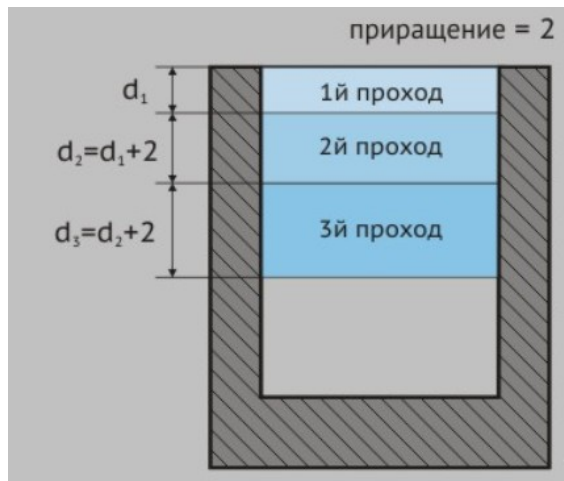 приращение = 2
d₁
1й проход
d₂=d₁+2
2й проход
d₃=d₂+2
3й проход